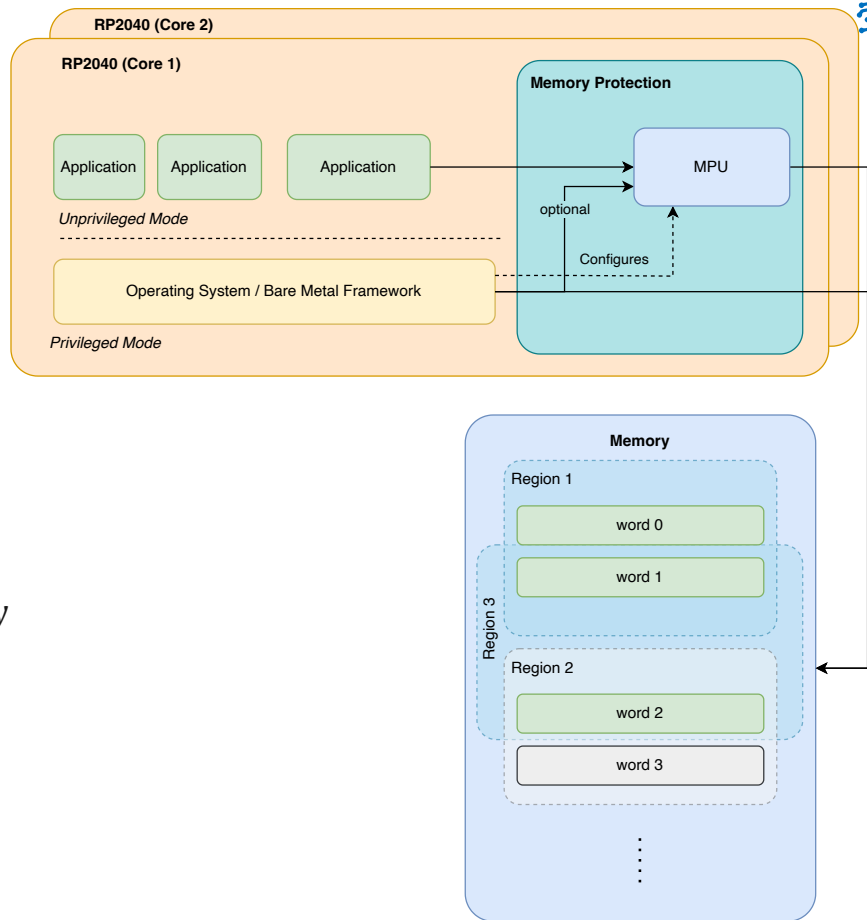 RP2040 (Core 2)
RP2040 (Core 1)
Memory Protection
Application
Application
Application
MPU
optional
Unprivileged Mode
Configures
Operating System / Bare Metal Framework
Privileged Mode
Memory
Region 1
word 0
word 1
Region 3
Region 2
word 2
word 3